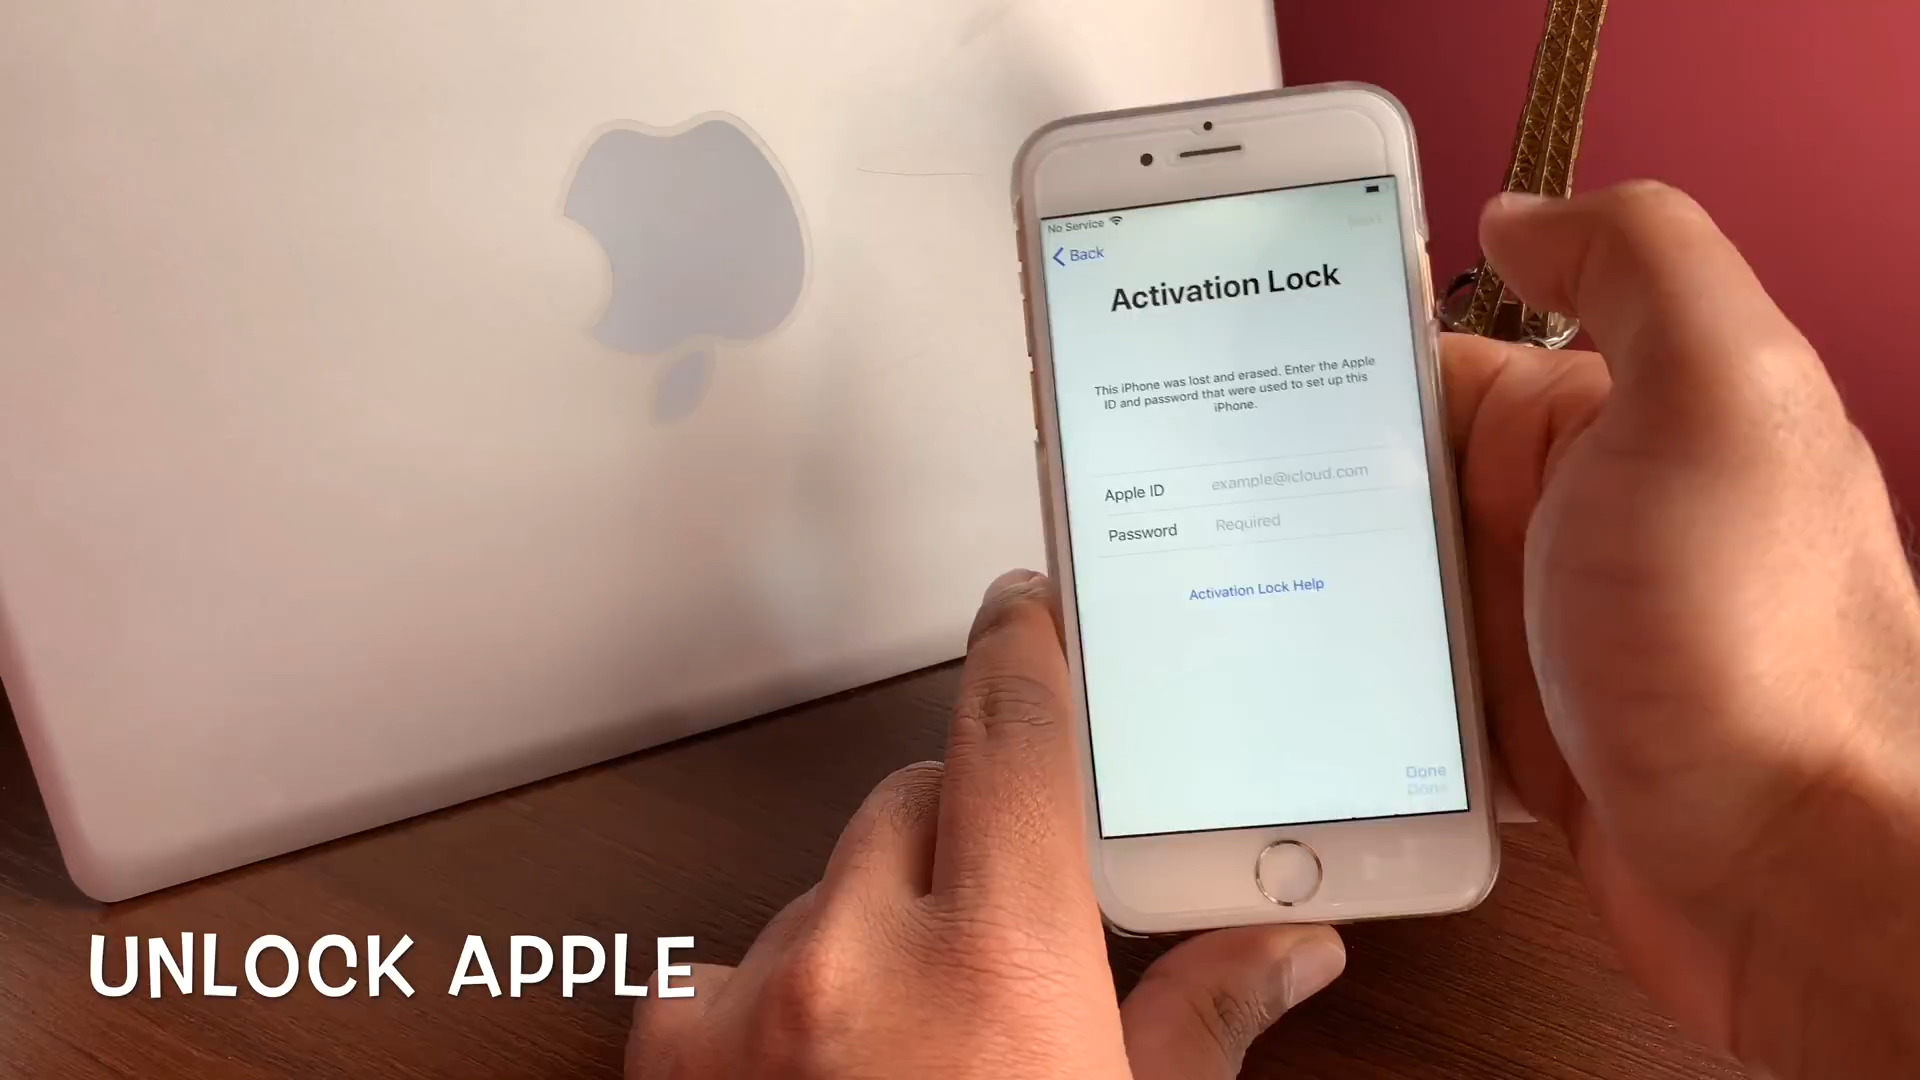 No Service
Back
Activation Lock
This iPhone was lost and erased. Enter the Apple
ID and password that were used to set up this
iPhone.
Apple ID example@icloud.com
Password Required
Activation Lock Help
Done
Done
UNLOCK APPLE